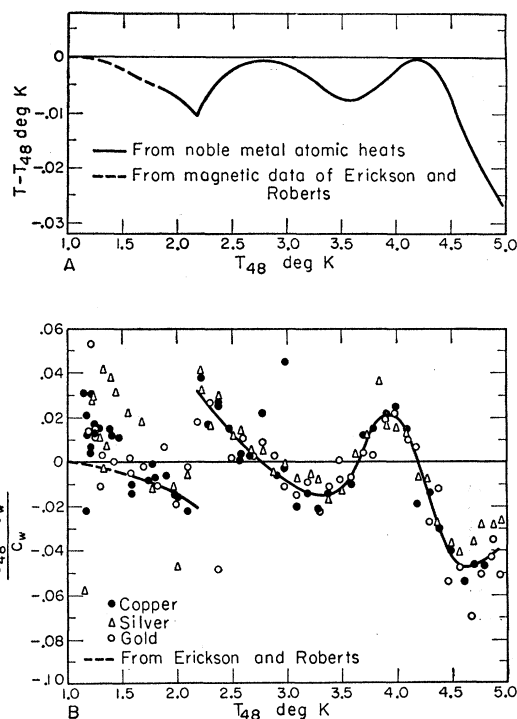 0
-.01
-.02
-.03
T-T48 deg K
From noble metal atomic heats
From magnetic data of Erickson and
Roberts
1.0 1.5 2.0 2.5 3.0 3.5 4.0 4.5 5.0
A
T48 deg K
.06
.04
.02
0
-.02
-.04
-.06
-.08
-.10
Cw
Copper
Silver
Gold
From Erickson and Roberts
1.0 1.5 2.0 2.5 3.0 3.5 4.0 4.5 5.0
B
T48 deg K